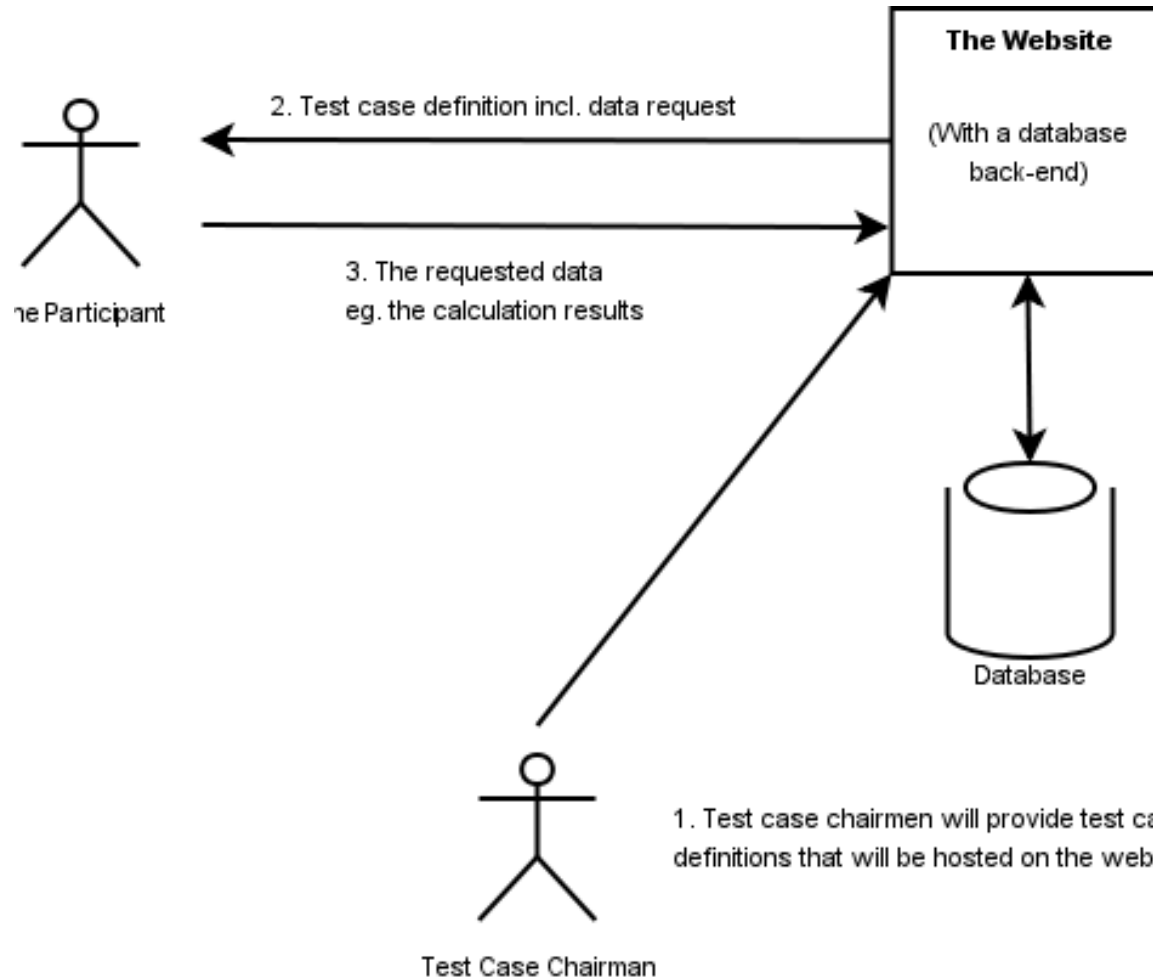 The Website
(With a database
back-end)
2. Test case definition incl. data request
3. The requested data
eg. the calculation results
Participant
Database
1. Test case chairmen will provide test
definitions that will be hosted on the
Test Case Chairman